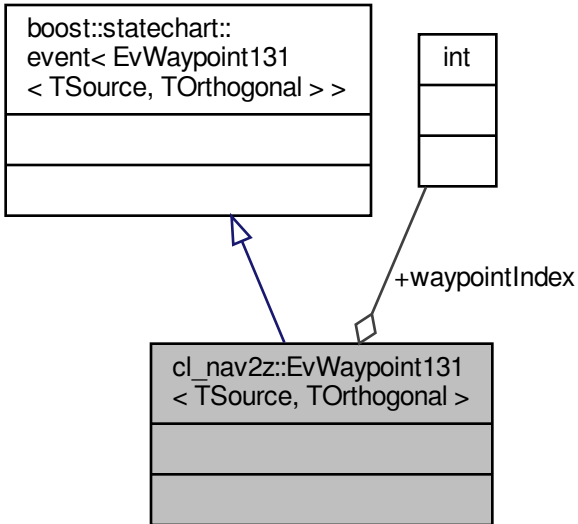 boost::statechart::
event< EvWaypoint131
< TSource, TOrthogonal > >
int
+waypointIndex
cl_nav2z::EvWaypoint131
< TSource, TOrthogonal >